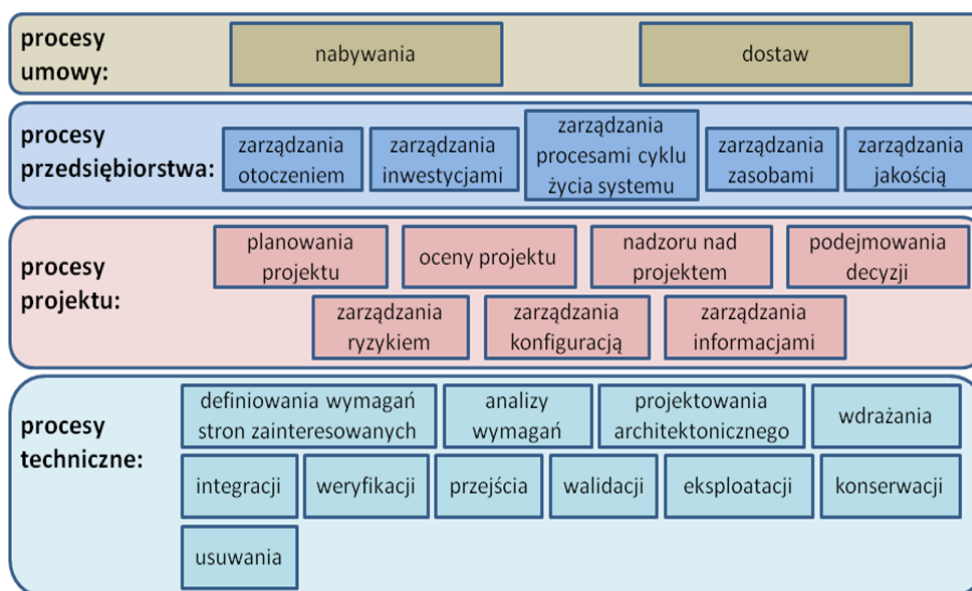 procesy
umowy:
nabywania
dostaw
procesy
przedsiębiorstwa:
zarządzania
otoczeniem
zarządzania
inwestycjami
zarządzania
procesami cyklu
życia systemu
zarządzania
zasobami
zarządzania
jakością
procesy
projektu:
planowania
projektu
oceny projektu
nadzoru nad
projektem
podejmowania
decyzji
zarządzania
ryzykiem
zarządzania
konfiguracją
zarządzania
informacjami
procesy
techniczne:
definiowania wymagań
stron zainteresowanych
analizy
wymagań
projektowania
architektonicznego
wdrażania
integracji
weryfikacji
przejścia
walidacji
eksploatacji
konserwacji
usuwania